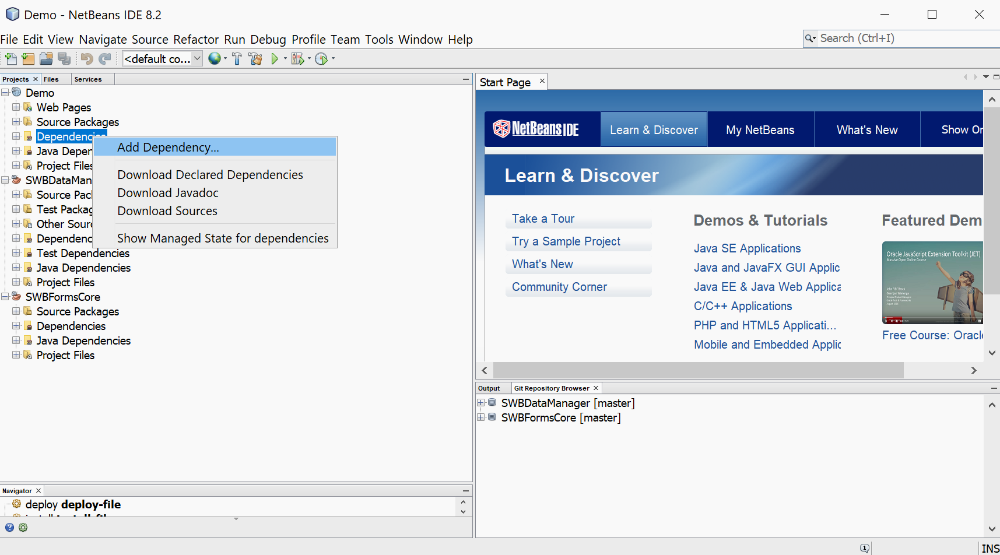 Demo - NetBeans IDE 8.2
File Edit View Navigate Source Refactor Run Debug Profile Team Tools Window Help
Search (Ctrl+I)
<default co...
Projects
Files
Services
Demo
Web Pages
Source Packages
Dependencies
Java Depen
Project Files
SWBDataMan
Source Pac
Test Packag
Other Sour
Dependenc
Test Dependencies
Java Dependencies
Project Files
SWBFormsCore
Source Packages
Dependencies
Java Dependencies
Project Files
Add Dependency...
Download Declared Dependencies
Download Javadoc
Download Sources
Show Managed State for dependencies
Start Page
NetBeans IDE
Learn & Discover
My NetBeans
What's New
Show Or
Learn & Discover
Take a Tour
Try a Sample Project
What's New
Community Corner
Demos & Tutorials
Java SE Applications
Java and JavaFX GUI Applic
Java EE & Java Web Applica
C/C++ Applications
PHP and HTML5 Applicati...
Mobile and Embedded Applic
Featured Dem
Oracle JavaScript Extension Toolkit (JET)
Massive Open Online Course
Free Course: Oracle
Output
Git Repository Browser
SWBDataManager [master]
SWBFormsCore [master]
Navigator
deploy deploy-file
INS